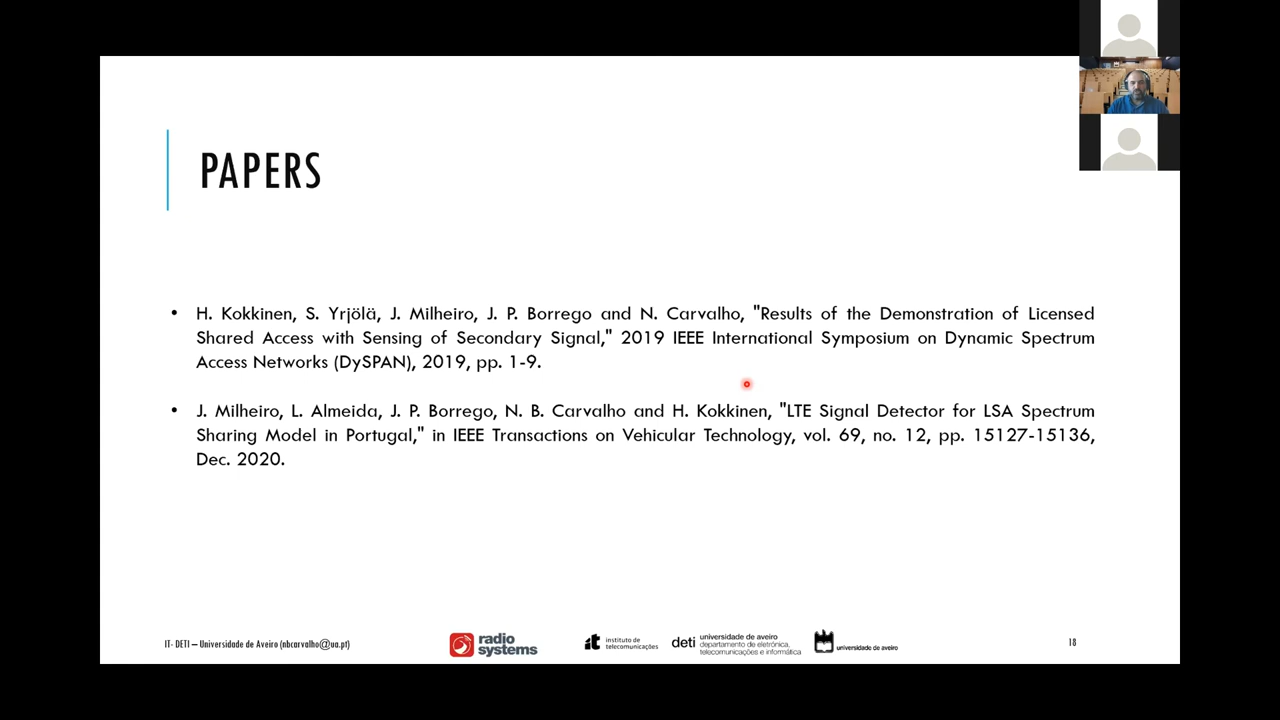 PAPERS
• H. Kokkinen, S. Yrjölä, J. Milheiro, J. P. Borrego and N. Carvalho, "Results of the Demonstration of Licensed
Shared Access with Sensing of Secondary Signal," 2019 IEEE International Symposium on Dynamic Spectrum
Access Networks (DySPAN), 2019, pp. 1-9.
• J. Milheiro, L. Almeida, J. P. Borrego, N. B. Carvalho and H. Kokkinen, "LTE Signal Detector for LSA Spectrum
Sharing Model in Portugal," in IEEE Transactions on Vehicular Technology, vol. 69, no. 12, pp. 15127-15136,
Dec. 2020.
IT- DETI – Universidade de Aveiro (nbcarvalho@ua.pt)
radio
systems
it instituto de
telecomunicações
deti universidade de aveiro
departamento de eletrónica,
telecomunicações e informática
universidade de aveiro
18